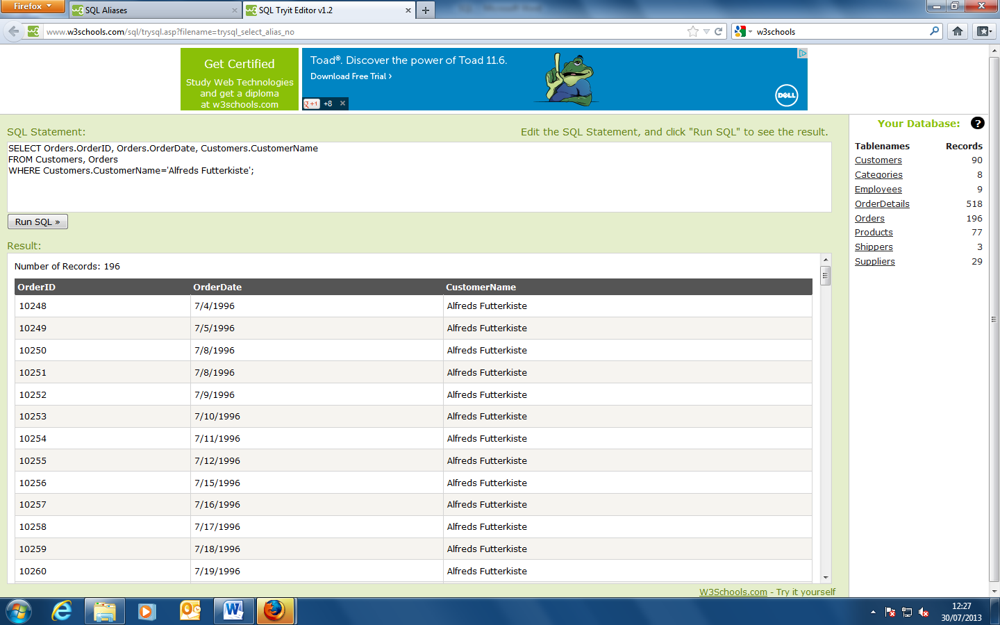 Firefox
SQL Aliases
SQL Tryit Editor v1.2
www.w3schools.com/sql/trysql.asp?filename=trysql_select_alias_no
w3schools
Get Certified
Study Web Technologies
and get a diploma
at w3schools.com
Toad®. Discover the power of Toad 11.6.
Download Free Trial ›
g +1 +8
DELL
SQL Statement:
Edit the SQL Statement, and click "Run SQL" to see the result.
SELECT Orders.OrderID, Orders.OrderDate, Customers.CustomerName
FROM Customers, Orders
WHERE Customers.CustomerName='Alfreds Futterkiste';
Run SQL »
Result:
Number of Records: 196
OrderID OrderDate CustomerName
10248 7/4/1996 Alfreds Futterkiste
10249 7/5/1996 Alfreds Futterkiste
10250 7/8/1996 Alfreds Futterkiste
10251 7/8/1996 Alfreds Futterkiste
10252 7/9/1996 Alfreds Futterkiste
10253 7/10/1996 Alfreds Futterkiste
10254 7/11/1996 Alfreds Futterkiste
10255 7/12/1996 Alfreds Futterkiste
10256 7/15/1996 Alfreds Futterkiste
10257 7/16/1996 Alfreds Futterkiste
10258 7/17/1996 Alfreds Futterkiste
10259 7/18/1996 Alfreds Futterkiste
10260 7/19/1996 Alfreds Futterkiste
W3Schools.com - Try it yourself
Your Database: ?
Tablenames Records
Customers 90
Categories 8
Employees 9
OrderDetails 518
Orders 196
Products 77
Shippers 3
Suppliers 29
12:27
30/07/2013